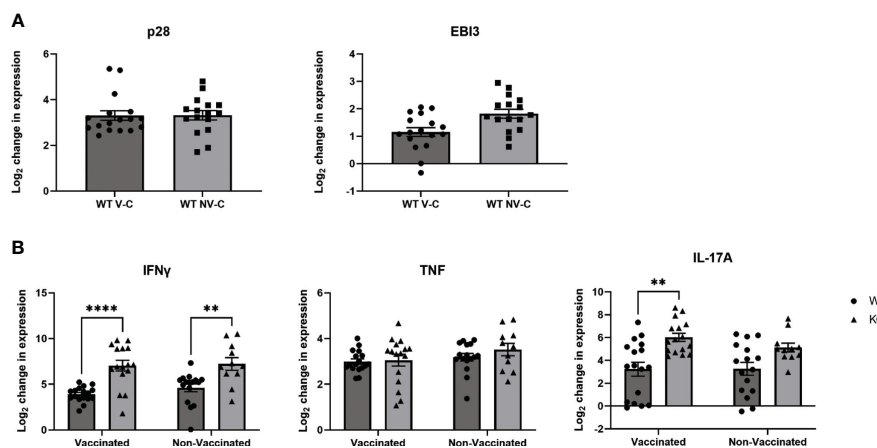 A
p28
Log2 change in expression
6
4
2
0
WT V-C
WT NV-C
EBI3
Log2 change in expression
4
3
2
1
0
-1
WT V-C
WT NV-C
B
IFNγ
Log2 change in expression
15
10
5
0
****
**
Vaccinated
Non-Vaccinated
TNF
Log2 change in expression
6
4
2
0
Vaccinated
Non-Vaccinated
IL-17A
Log2 change in expression
10
8
6
4
2
0
-2
**
Vaccinated
Non-Vaccinated